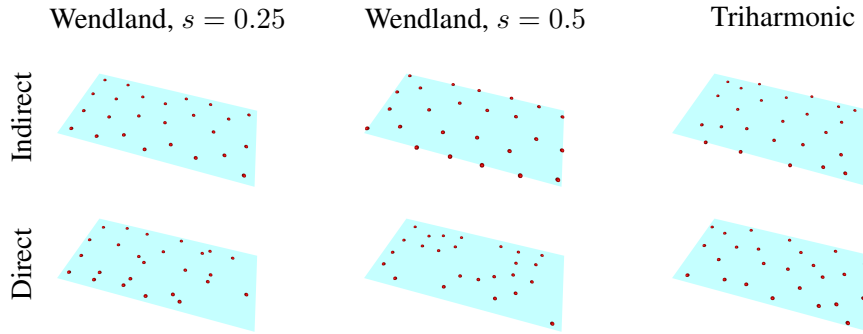 Wendland, s = 0.25
Wendland, s = 0.5
Triharmonic
Indirect
Direct